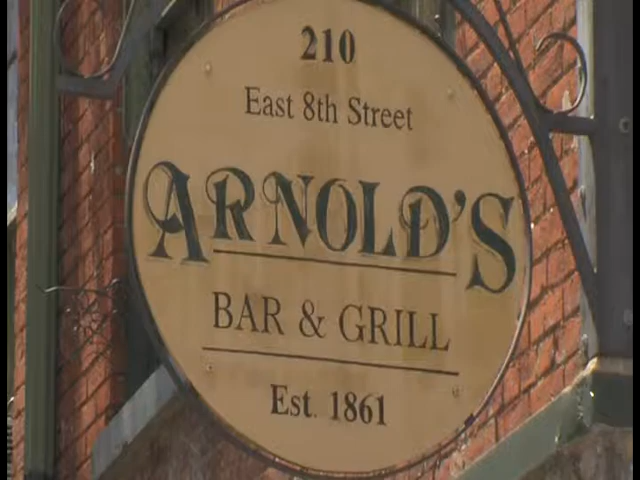 210
East 8th Street
ARNOLD'S
BAR & GRILL
Est. 1861